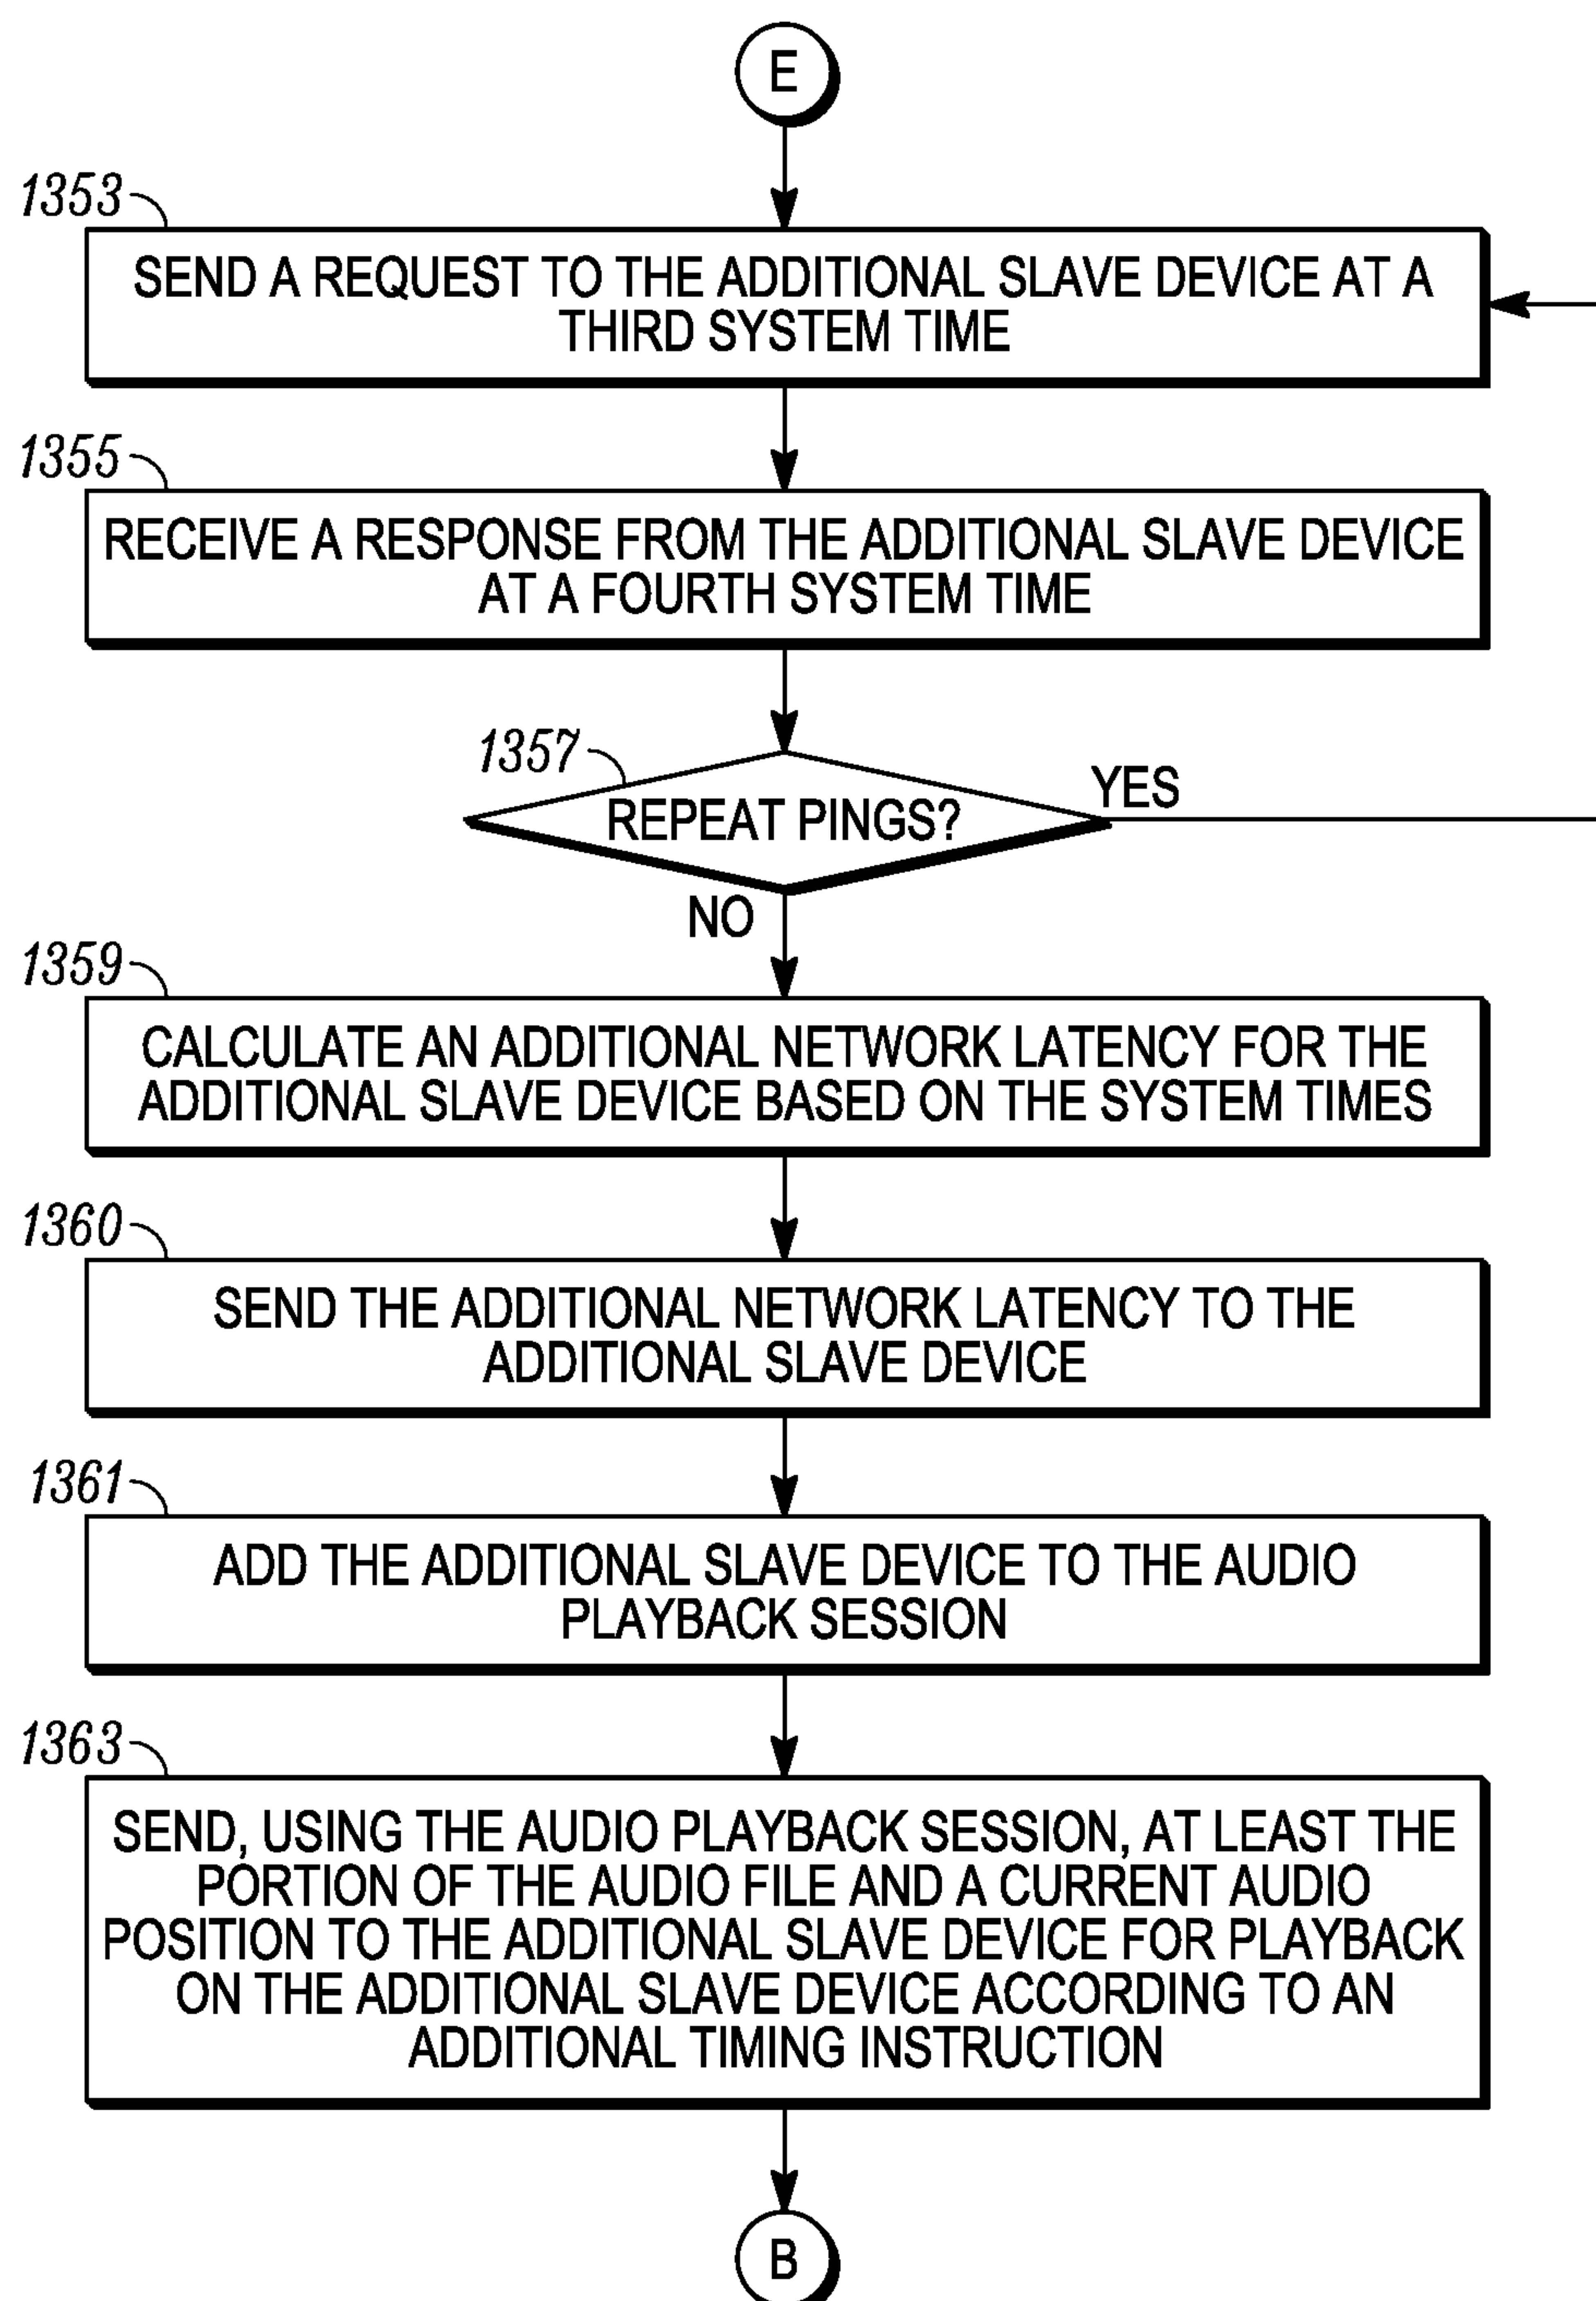 E
1353
SEND A REQUEST TO THE ADDITIONAL SLAVE DEVICE AT A
THIRD SYSTEM TIME
1355
RECEIVE A RESPONSE FROM THE ADDITIONAL SLAVE DEVICE
AT A FOURTH SYSTEM TIME
1357
REPEAT PINGS?
YES
NO
1359
CALCULATE AN ADDITIONAL NETWORK LATENCY FOR THE
ADDITIONAL SLAVE DEVICE BASED ON THE SYSTEM TIMES
1360
SEND THE ADDITIONAL NETWORK LATENCY TO THE
ADDITIONAL SLAVE DEVICE
1361
ADD THE ADDITIONAL SLAVE DEVICE TO THE AUDIO
PLAYBACK SESSION
1363
SEND, USING THE AUDIO PLAYBACK SESSION, AT LEAST THE
PORTION OF THE AUDIO FILE AND A CURRENT AUDIO
POSITION TO THE ADDITIONAL SLAVE DEVICE FOR PLAYBACK
ON THE ADDITIONAL SLAVE DEVICE ACCORDING TO AN
ADDITIONAL TIMING INSTRUCTION
B